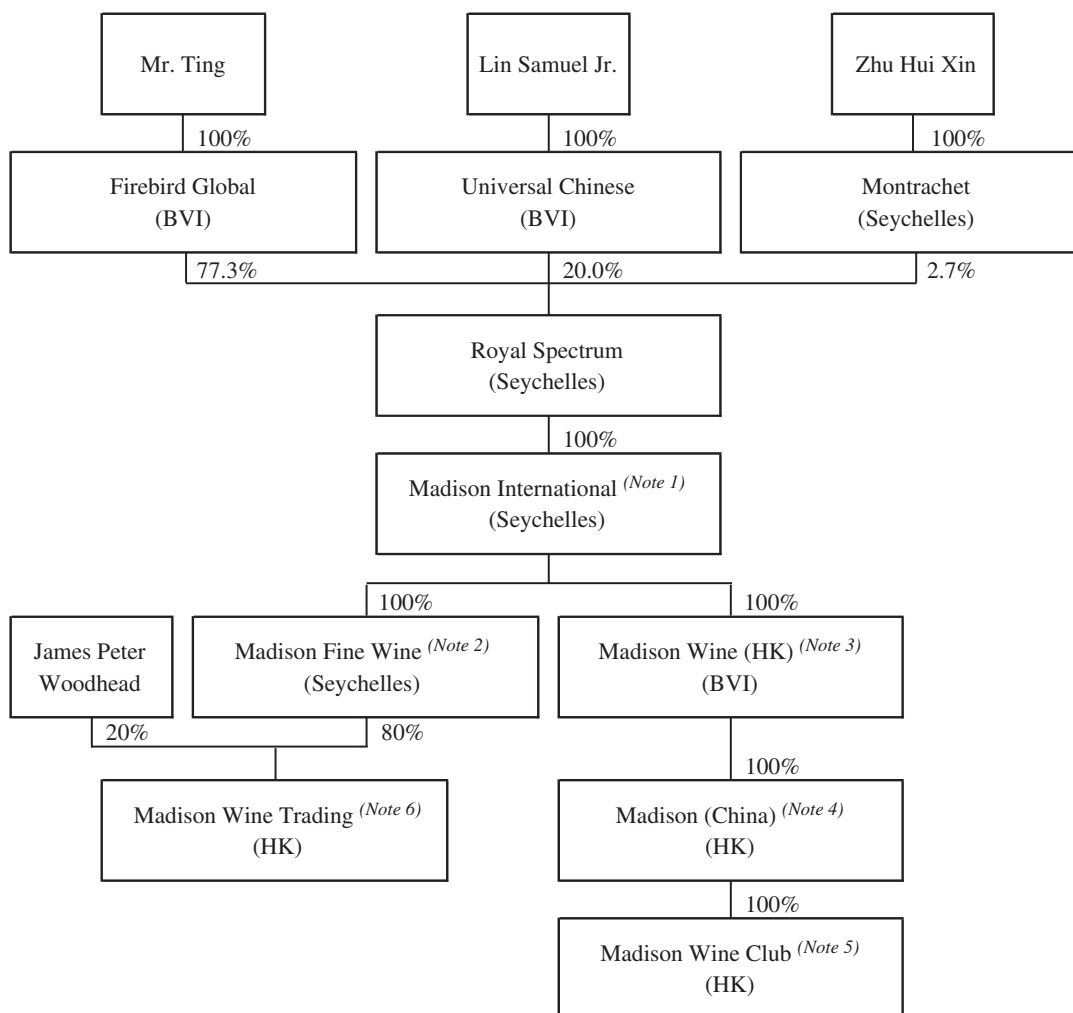 Mr. Ting
Lin Samuel Jr.
Zhu Hui Xin
100%
100%
100%
Firebird Global
(BVI)
Universal Chinese
(BVI)
Montrachet
(Seychelles)
77.3%
20.0%
2.7%
Royal Spectrum
(Seychelles)
100%
Madison International (Note 1)
(Seychelles)
100%
100%
James Peter
Woodhead
Madison Fine Wine (Note 2)
(Seychelles)
Madison Wine (HK) (Note 3)
(BVI)
20%
80%
100%
Madison Wine Trading (Note 6)
(HK)
Madison (China) (Note 4)
(HK)
100%
Madison Wine Club (Note 5)
(HK)